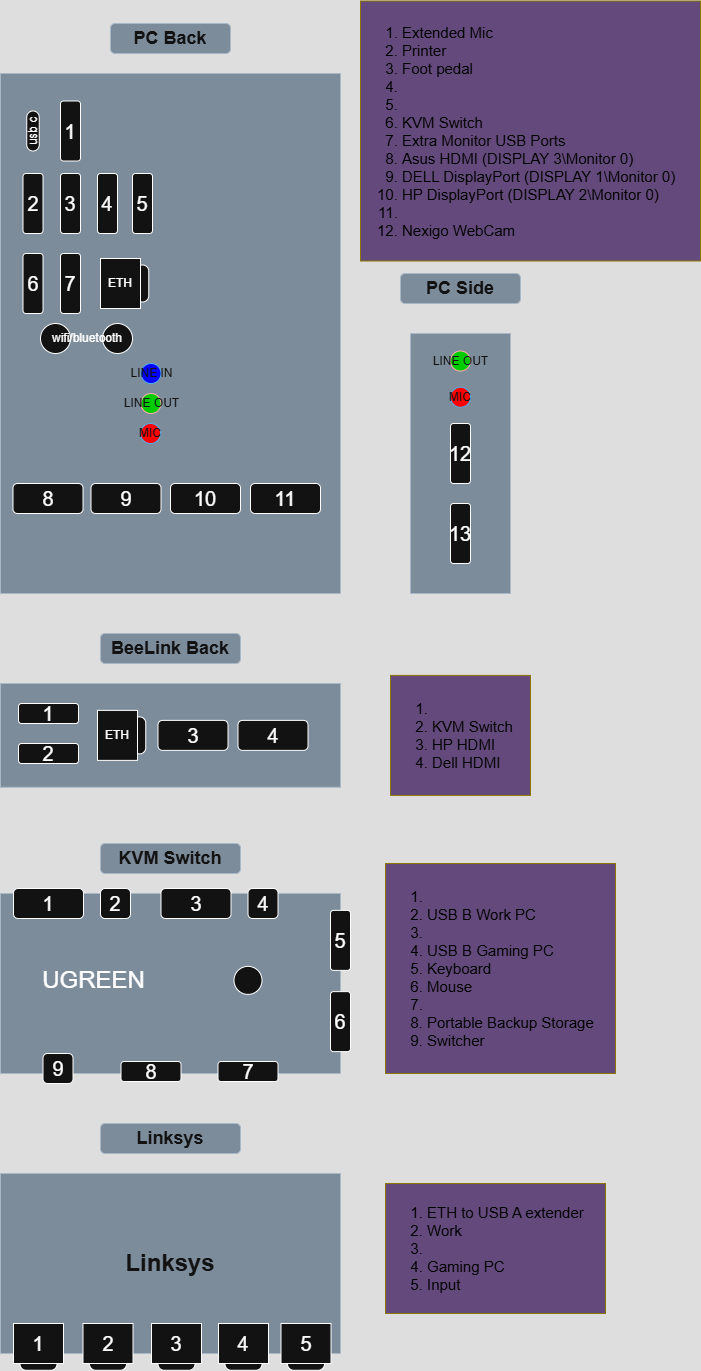 PC Back
1. Extended Mic
2. Printer
3. Foot pedal
4.
5.
6. KVM Switch
7. Extra Monitor USB Ports
8. Asus HDMI (DISPLAY 3\Monitor 0)
9. DELL DisplayPort (DISPLAY 1\Monitor 0)
10. HP DisplayPort (DISPLAY 2\Monitor 0)
11.
12. Nexigo WebCam
usb c
1
2 3 4 5
6 7 ETH
wifi/bluetooth
LINE IN
LINE OUT
MIC
8 9 10 11
PC Side
LINE OUT
MIC
12
13
BeeLink Back
1
2
ETH
3 4
1.
2. KVM Switch
3. HP HDMI
4. Dell HDMI
KVM Switch
1 2 3 4
5
UGREEN
6
9 8 7
1.
2. USB B Work PC
3.
4. USB B Gaming PC
5. Keyboard
6. Mouse
7.
8. Portable Backup Storage
9. Switcher
Linksys
Linksys
1 2 3 4 5
1. ETH to USB A extender
2. Work
3.
4. Gaming PC
5. Input